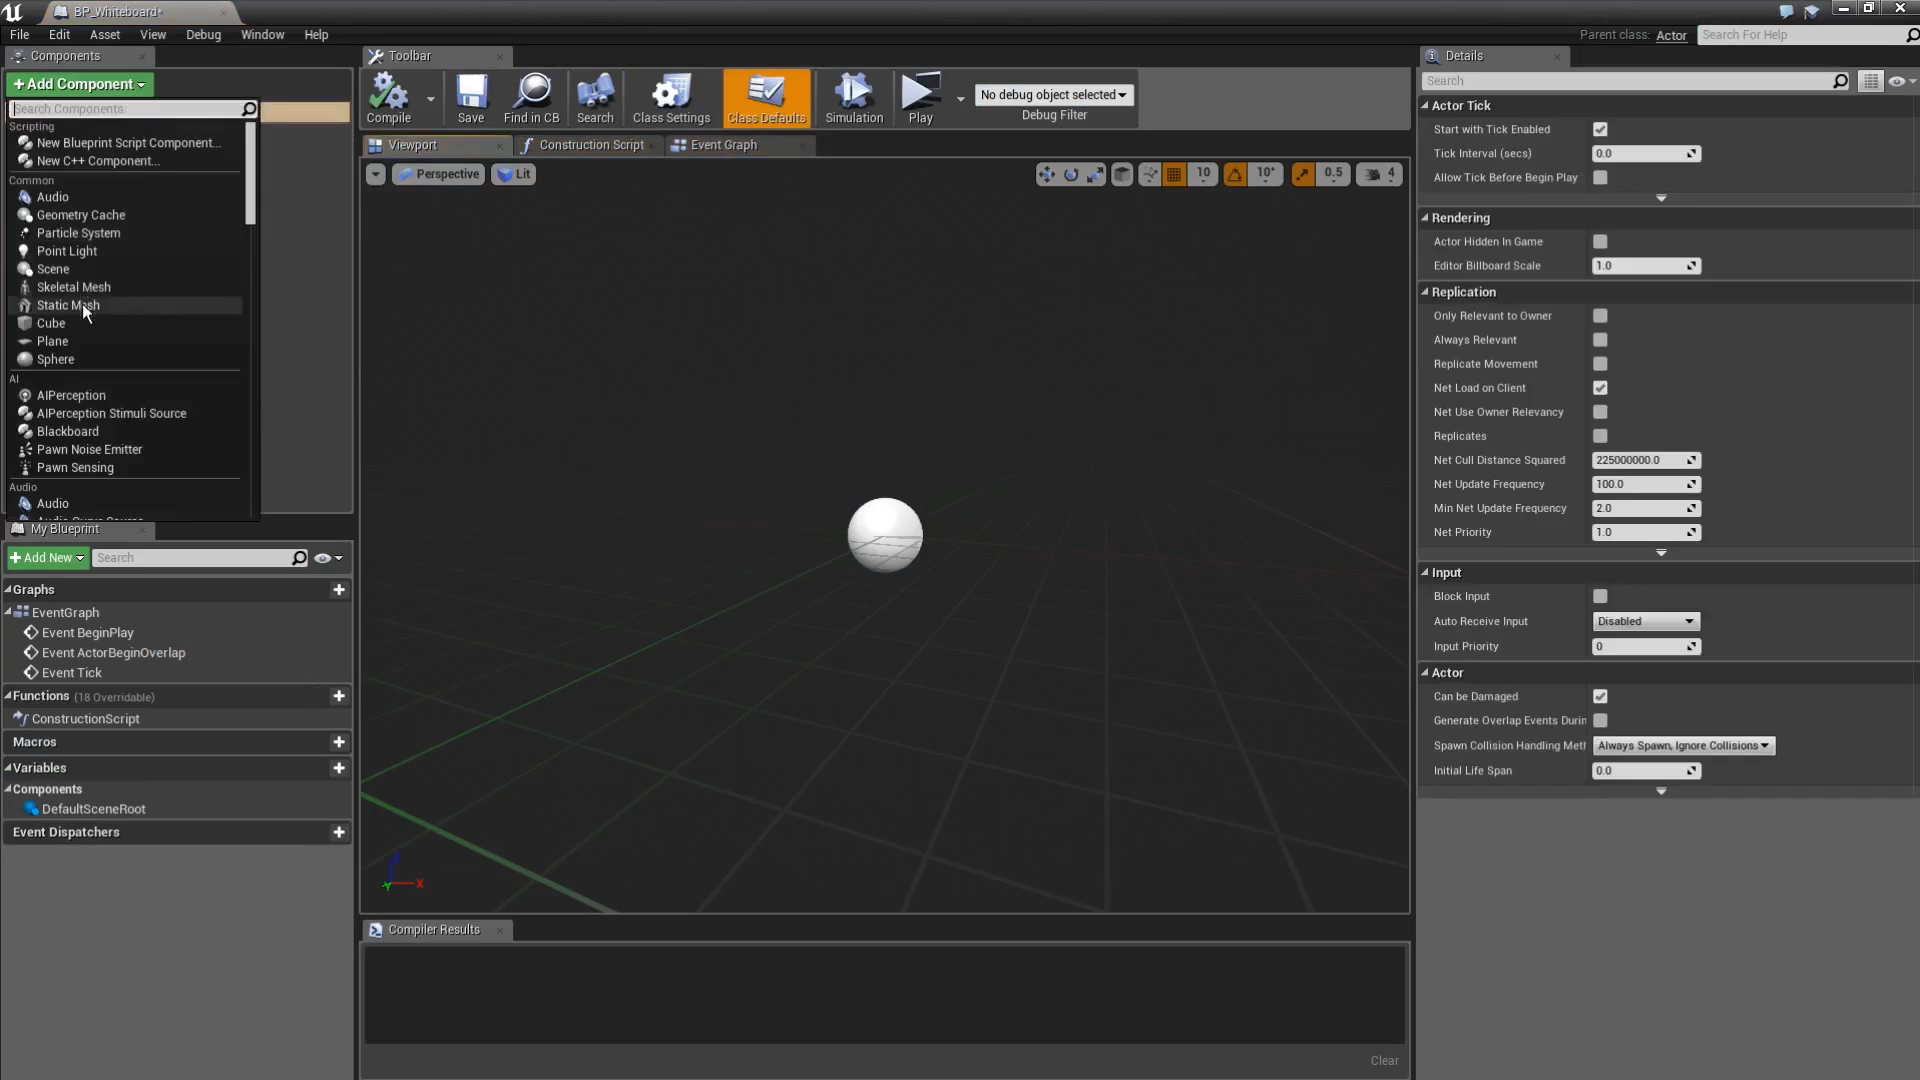 BP_Whiteboard*
File Edit Asset View Debug Window Help
Parent class: Actor
Search For Help
Components
+Add Component
Search Components
Scripting
New Blueprint Script Component...
New C++ Component...
Common
Audio
Geometry Cache
Particle System
Point Light
Scene
Skeletal Mesh
Static Mesh
Cube
Plane
Sphere
AI
AIPerception
AIPerception Stimuli Source
Blackboard
Pawn Noise Emitter
Pawn Sensing
Audio
Audio
My Blueprint
+Add New
Search
Graphs
EventGraph
Event BeginPlay
Event ActorBeginOverlap
Event Tick
Functions (18 Overridable)
ConstructionScript
Macros
Variables
Components
DefaultSceneRoot
Event Dispatchers
Toolbar
Compile
Save
Find in CB
Search
Class Settings
Class Defaults
Simulation
Play
No debug object selected
Debug Filter
Viewport
Construction Script
Event Graph
Perspective
Lit
10
10°
0.5
4
X
Compiler Results
Clear
Details
Search
Actor Tick
Start with Tick Enabled
Tick Interval (secs) 0.0
Allow Tick Before Begin Play
Rendering
Actor Hidden In Game
Editor Billboard Scale 1.0
Replication
Only Relevant to Owner
Always Relevant
Replicate Movement
Net Load on Client
Net Use Owner Relevancy
Replicates
Net Cull Distance Squared 225000000.0
Net Update Frequency 100.0
Min Net Update Frequency 2.0
Net Priority 1.0
Input
Block Input
Auto Receive Input Disabled
Input Priority 0
Actor
Can be Damaged
Generate Overlap Events Durin
Spawn Collision Handling Met Always Spawn, Ignore Collisions
Initial Life Span 0.0